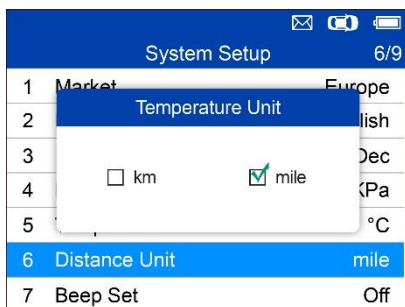 System Setup 6/9
1 Market Europe
Temperature Unit
2 lish
3 Dec
km mile
4 KPa
5 °C
6 Distance Unit mile
7 Beep Set Off